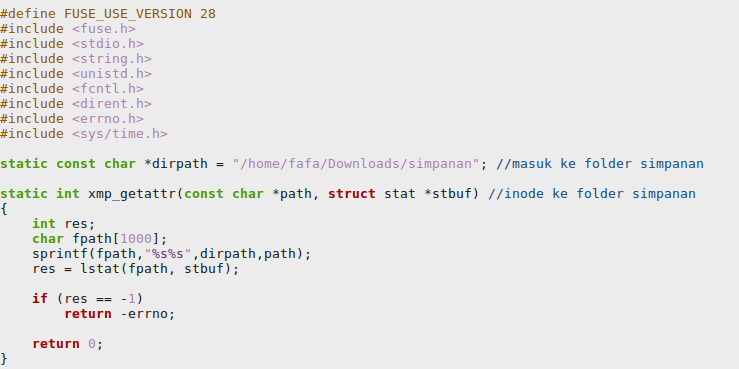 #define FUSE_USE_VERSION 28
#include <fuse.h>
#include <stdio.h>
#include <string.h>
#include <unistd.h>
#include <fcntl.h>
#include <dirent.h>
#include <errno.h>
#include <sys/time.h>

static const char *dirpath = "/home/fafa/Downloads/simpanan"; //masuk ke folder simpanan

static int xmp_getattr(const char *path, struct stat *stbuf) //inode ke folder simpanan
{
    int res;
    char fpath[1000];
    sprintf(fpath,"%s%s",dirpath,path);
    res = lstat(fpath, stbuf);

    if (res == -1)
        return -errno;

    return 0;
}